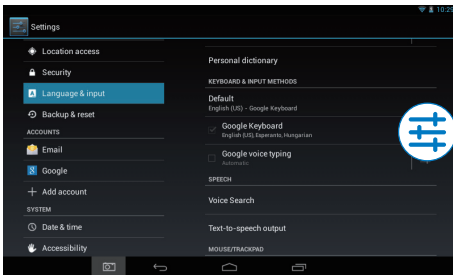 10:29
Settings
Location access
Security
Language & input
Backup & reset
ACCOUNTS
Email
8 Google
Add account
SYSTEM
Date & time
Accessibility
Personal dictionary
KEYBOARD & INPUT METHODS
Default
English (US) - Google Keyboard
Google Keyboard
English (US), Esperanto, Hungarian
Google voice typing
Automatic
SPEECH
Voice Search
Text-to-speech output
MOUSE/TRACKPAD